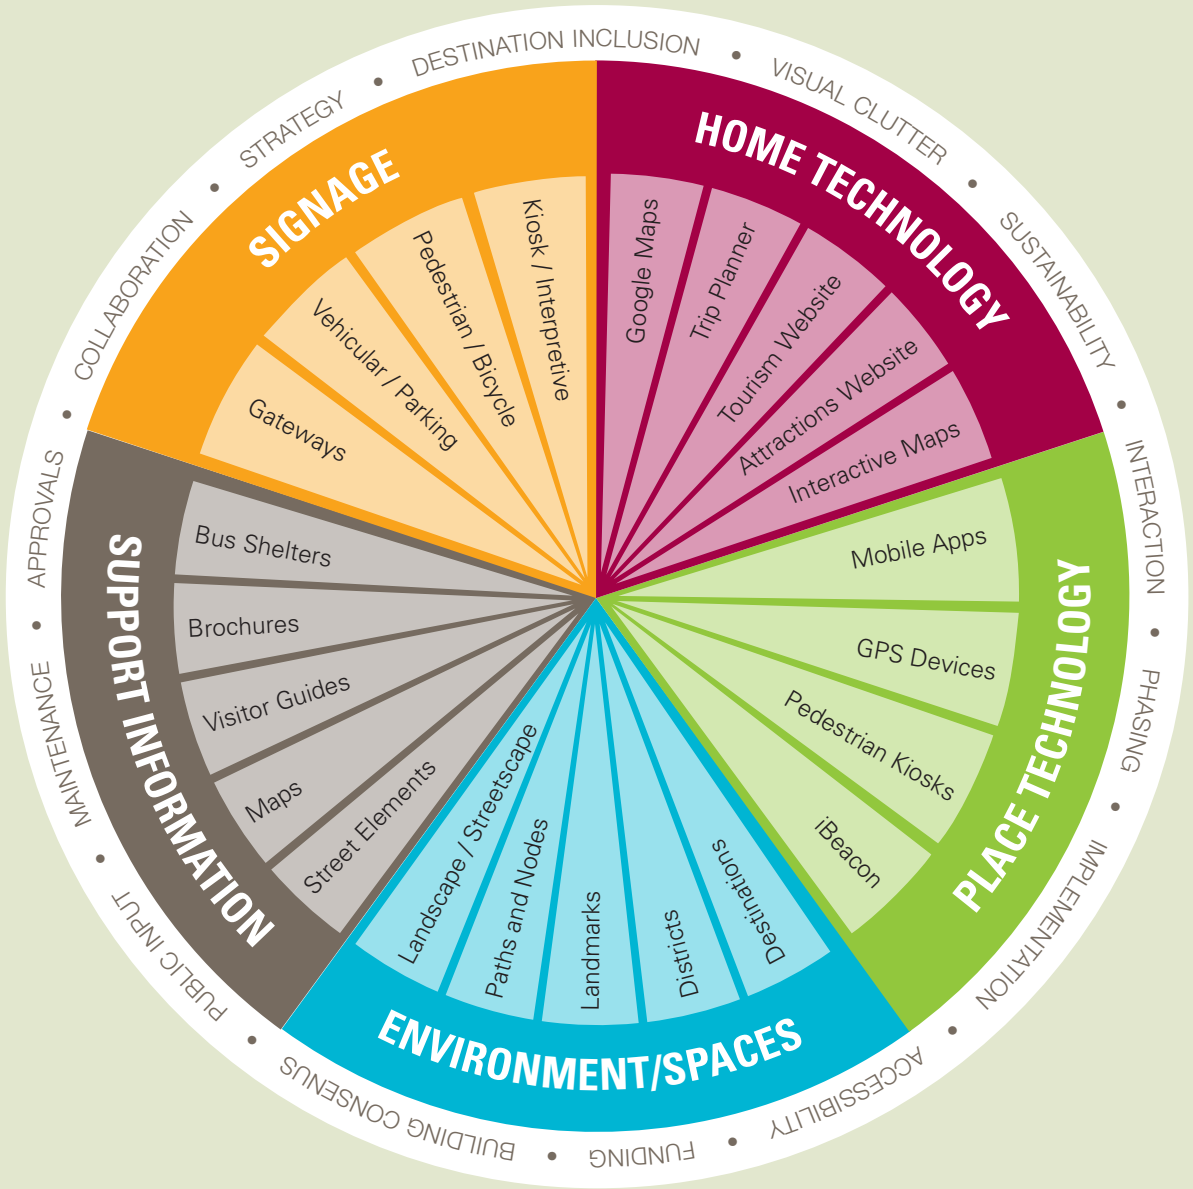 DESTINATION INCLUSION
VISUAL CLUTTER
SUSTAINABILITY
INTERACTION
PHASING
IMPLEMENTATION
ACCESSIBILITY
FUNDING
BUILDING CONSENUS
PUBLIC INPUT
MAINTENANCE
APPROVALS
COLLABORATION
STRATEGY
HOME TECHNOLOGY
Google Maps
Trip Planner
Tourism Website
Attractions Website
Interactive Maps
PLACE TECHNOLOGY
Mobile Apps
GPS Devices
Pedestrian Kiosks
iBeacon
ENVIRONMENT/SPACES
Landscape / Streetscape
Paths and Nodes
Landmarks
Districts
Destinations
SUPPORT INFORMATION
Bus Shelters
Brochures
Visitor Guides
Maps
Street Elements
SIGNAGE
Gateways
Vehicular / Parking
Pedestrian / Bicycle
Kiosk / Interpretive